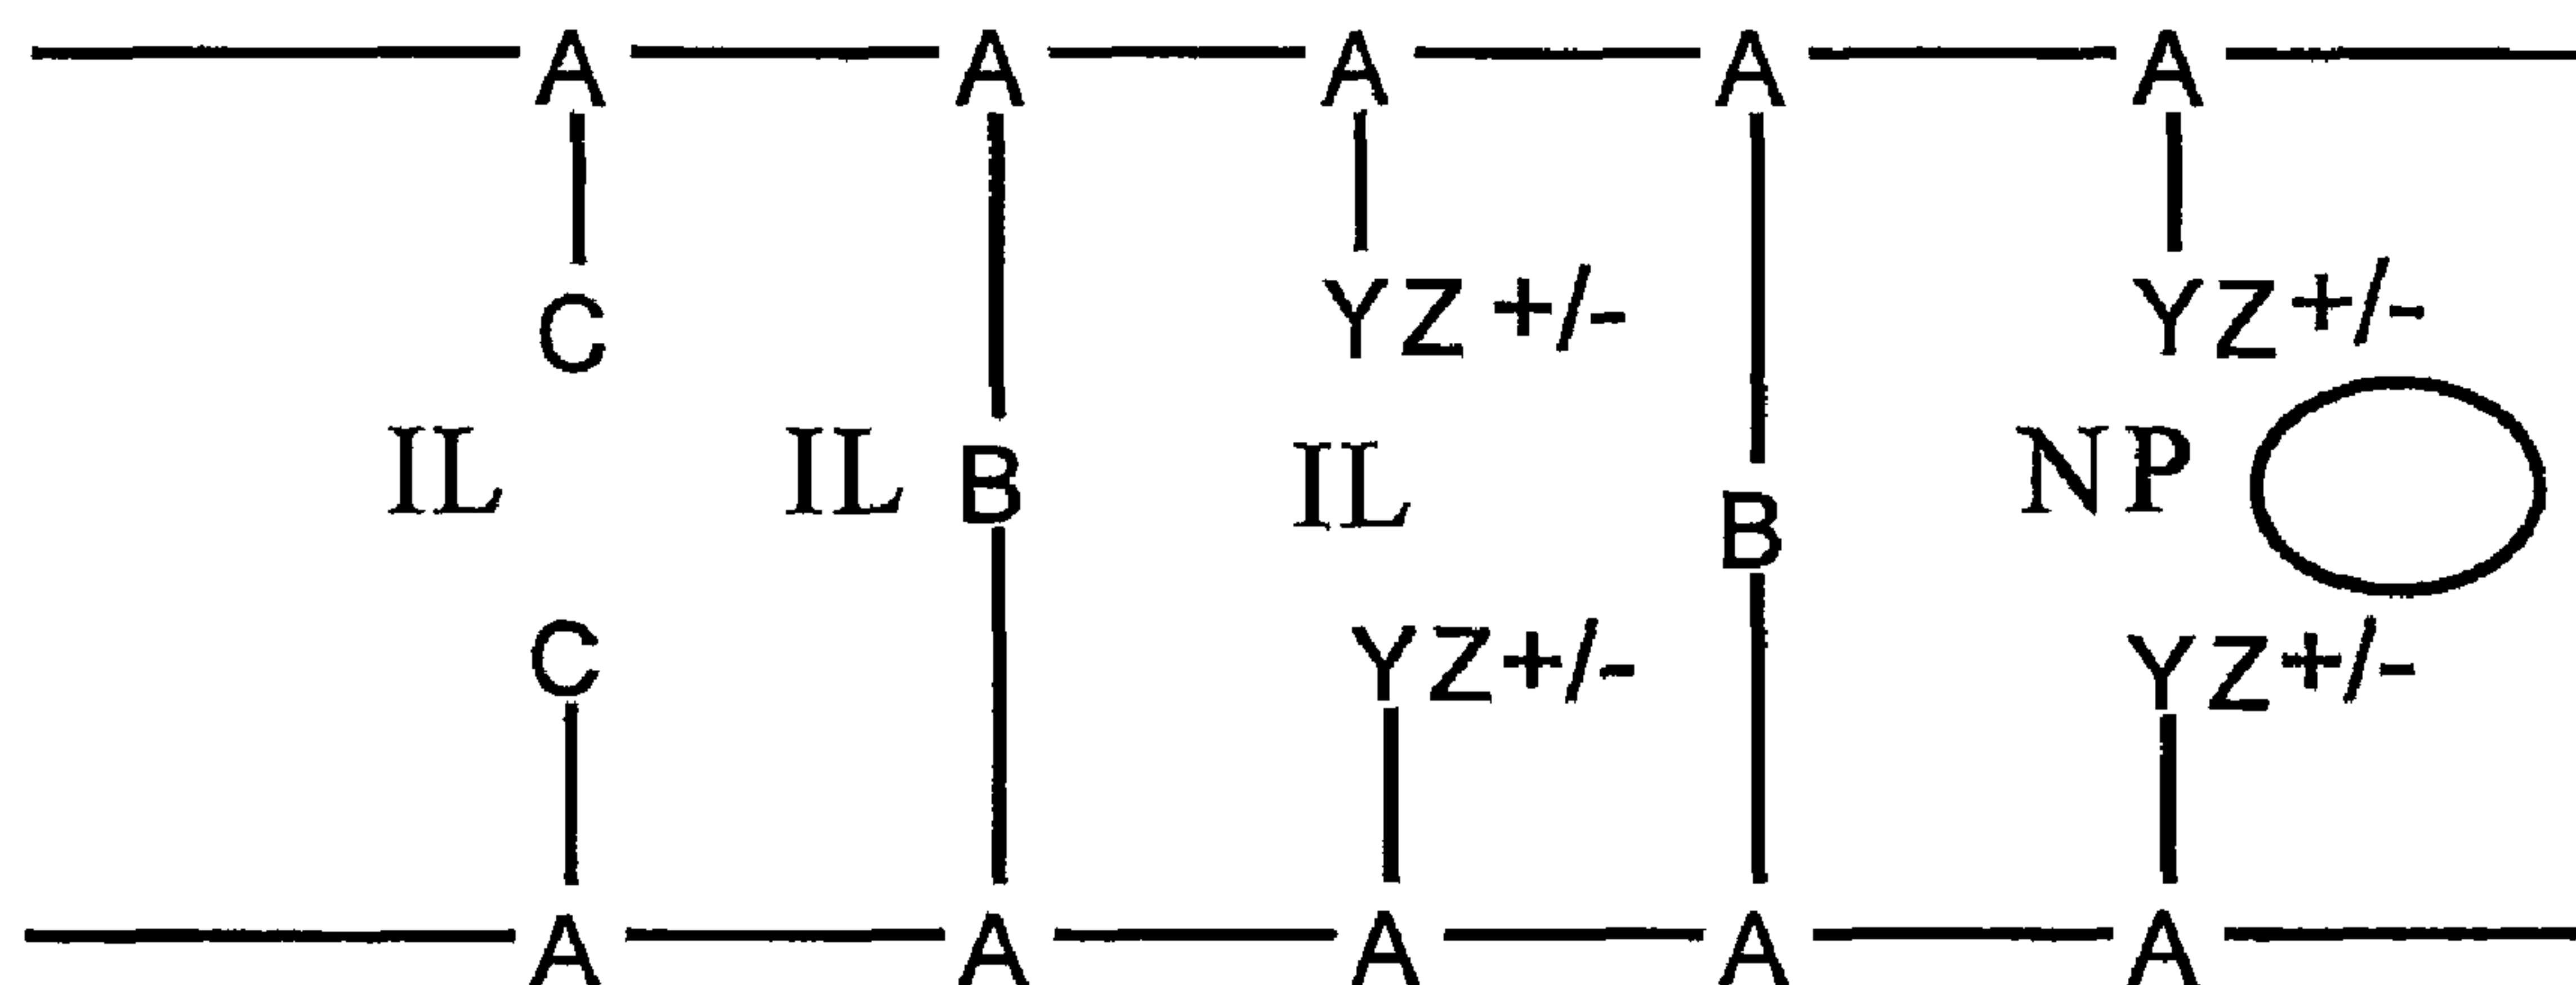 A A A A A
C YZ +/- YZ +/-
IL IL B IL B NP
C YZ+/- YZ+/-
A A A A A